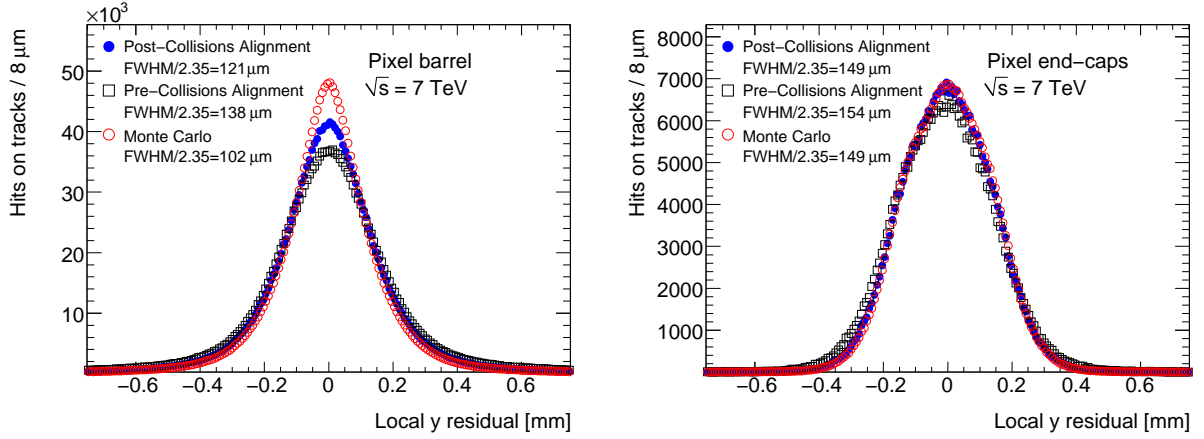 ×10³
Hits on tracks / 8 μm
50
40
30
20
10
Post−Collisions Alignment
FWHM/2.35=121 μm
Pre−Collisions Alignment
FWHM/2.35=138 μm
Monte Carlo
FWHM/2.35=102 μm
Pixel barrel
√s = 7 TeV
−0.6 −0.4 −0.2 0 0.2 0.4 0.6
Local y residual [mm]
Hits on tracks / 8 μm
8000
7000
6000
5000
4000
3000
2000
1000
Post−Collisions Alignment
FWHM/2.35=149 μm
Pre−Collisions Alignment
FWHM/2.35=154 μm
Monte Carlo
FWHM/2.35=149 μm
Pixel end−caps
√s = 7 TeV
−0.6 −0.4 −0.2 0 0.2 0.4 0.6
Local y residual [mm]